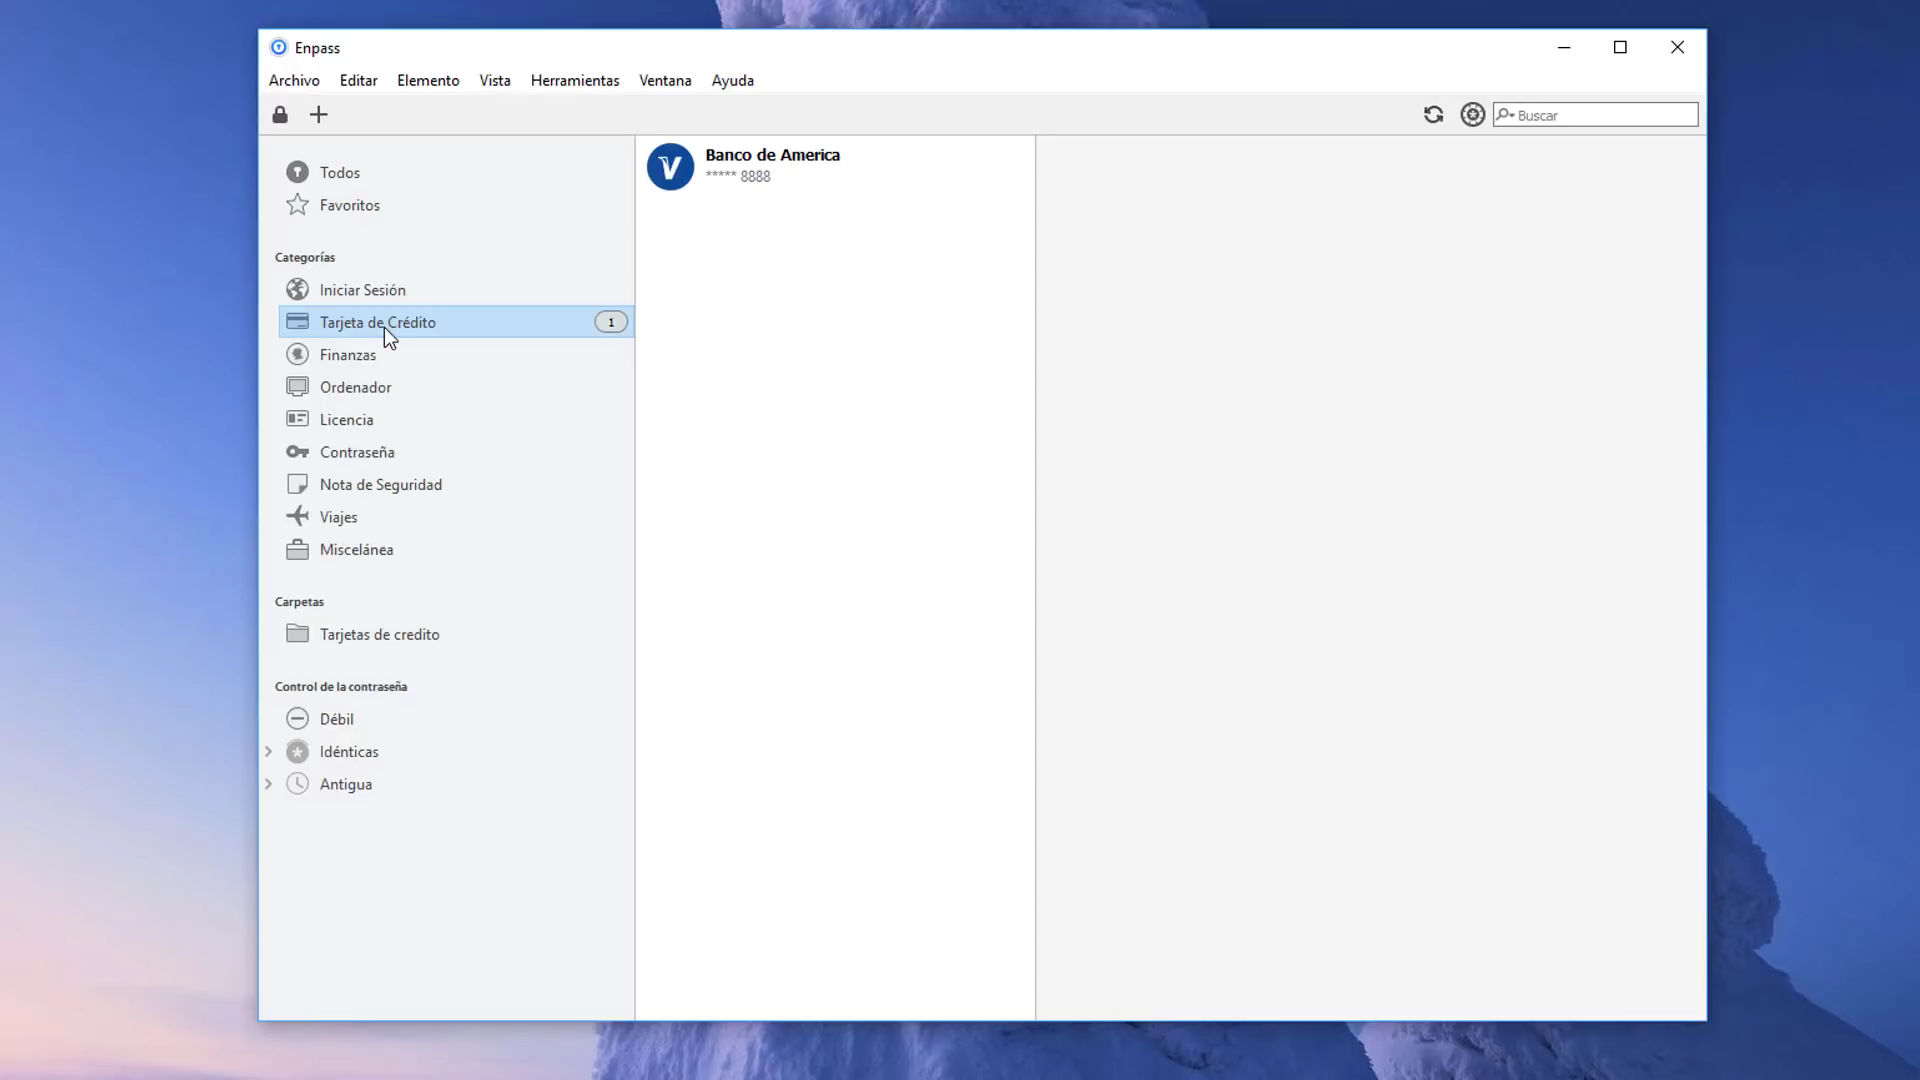 Enpass
Archivo Editar Elemento Vista Herramientas Ventana Ayuda
Buscar
Todos
Favoritos
Categorías
Iniciar Sesión
Tarjeta de Crédito 1
Finanzas
Ordenador
Licencia
Contraseña
Nota de Seguridad
Viajes
Miscelánea
Carpetas
Tarjetas de credito
Control de la contraseña
Débil
Idénticas
Antigua
V
Banco de America
***** 8888